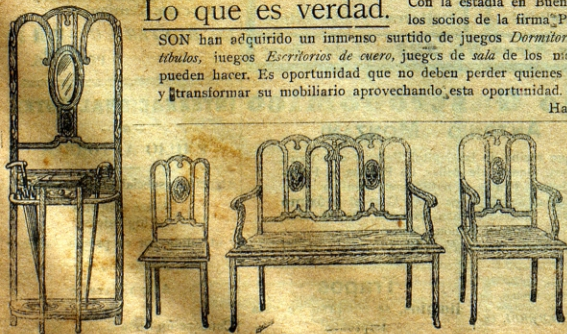 Lo que es verdad.
Con la estadía en Buen
los socios de la firma P
SON han adquirido un inmenso surtido de juegos Dormitor
tíbulos, juegos Escritorios de cuero, juegos de sala de los
pueden hacer. Es oportunidad que no deben perder quienes
y transformar su mobiliario aprovechando esta oportunidad.
Ha